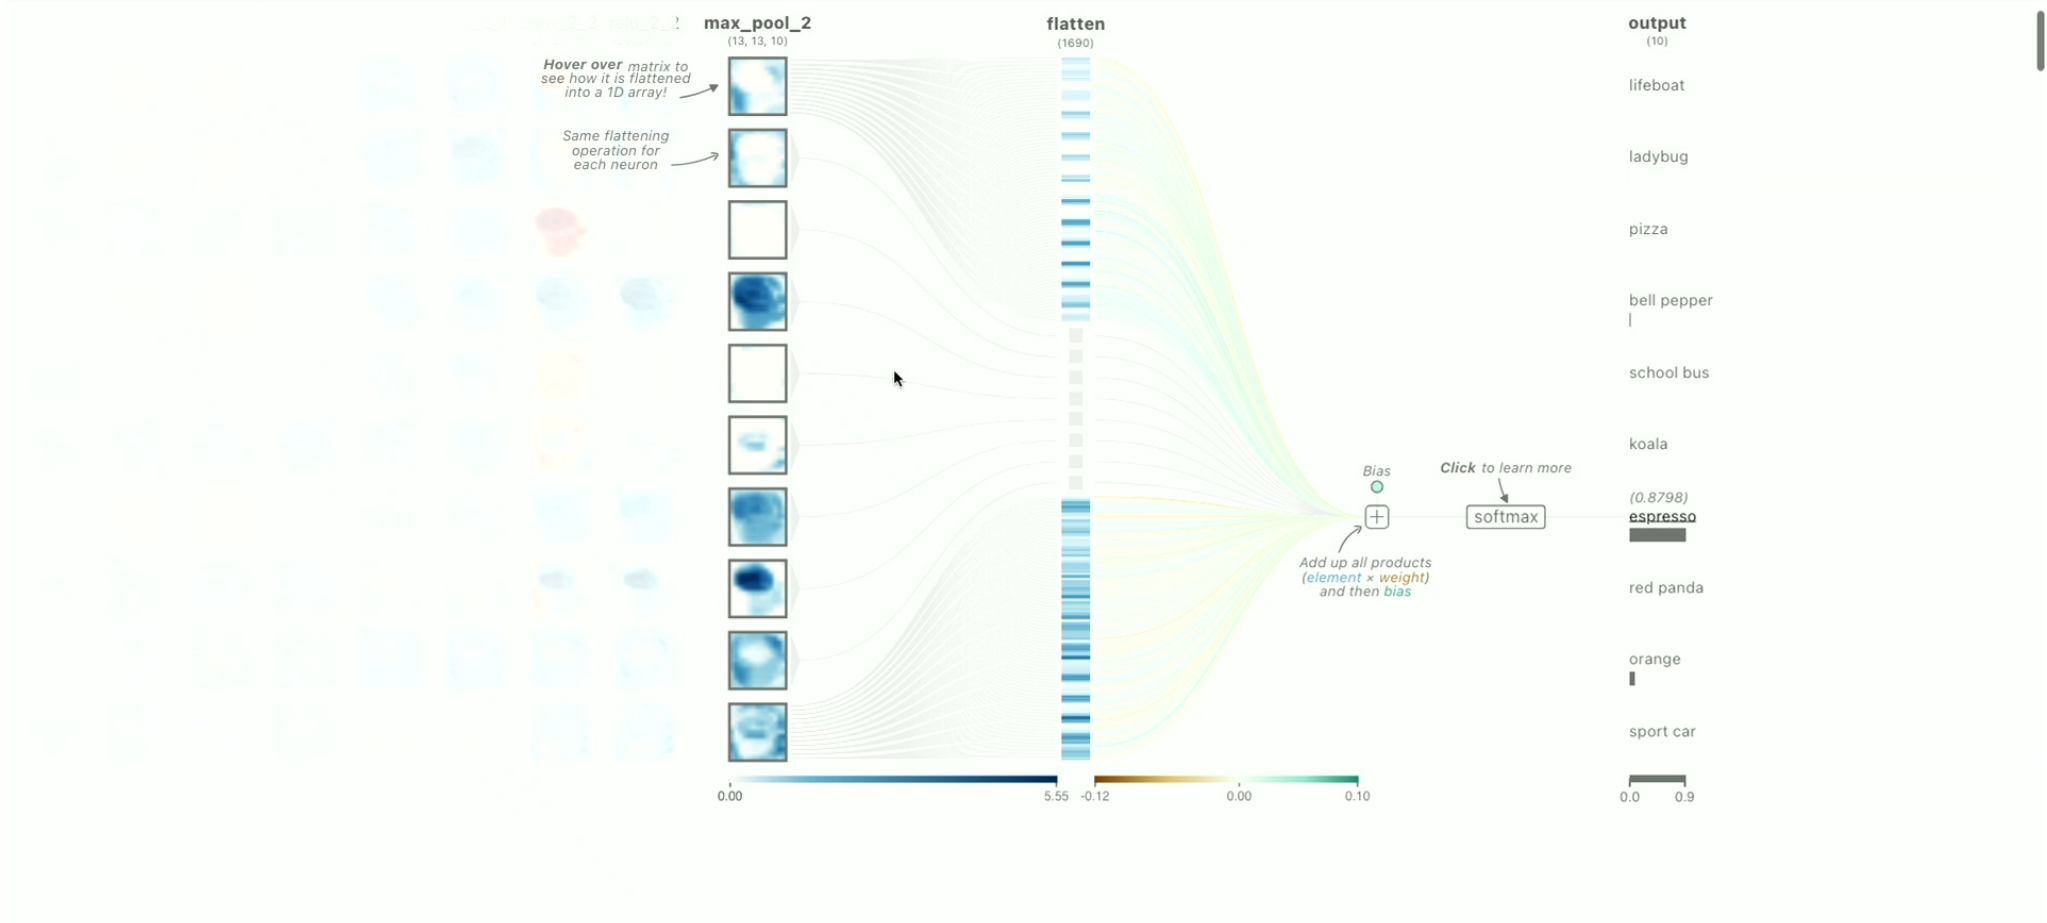 max_pool_2
(13, 13, 10)
flatten
(1690)
output
(10)
Hover over matrix to
see how it is flattened
into a 1D array!
Same flattening
operation for
each neuron
lifeboat
ladybug
pizza
bell pepper
school bus
koala
(0.8798)
espresso
red panda
orange
sport car
Bias
Click to learn more
softmax
Add up all products
(element × weight)
and then bias
0.00
5.55
-0.12
0.00
0.10
0.0
0.9